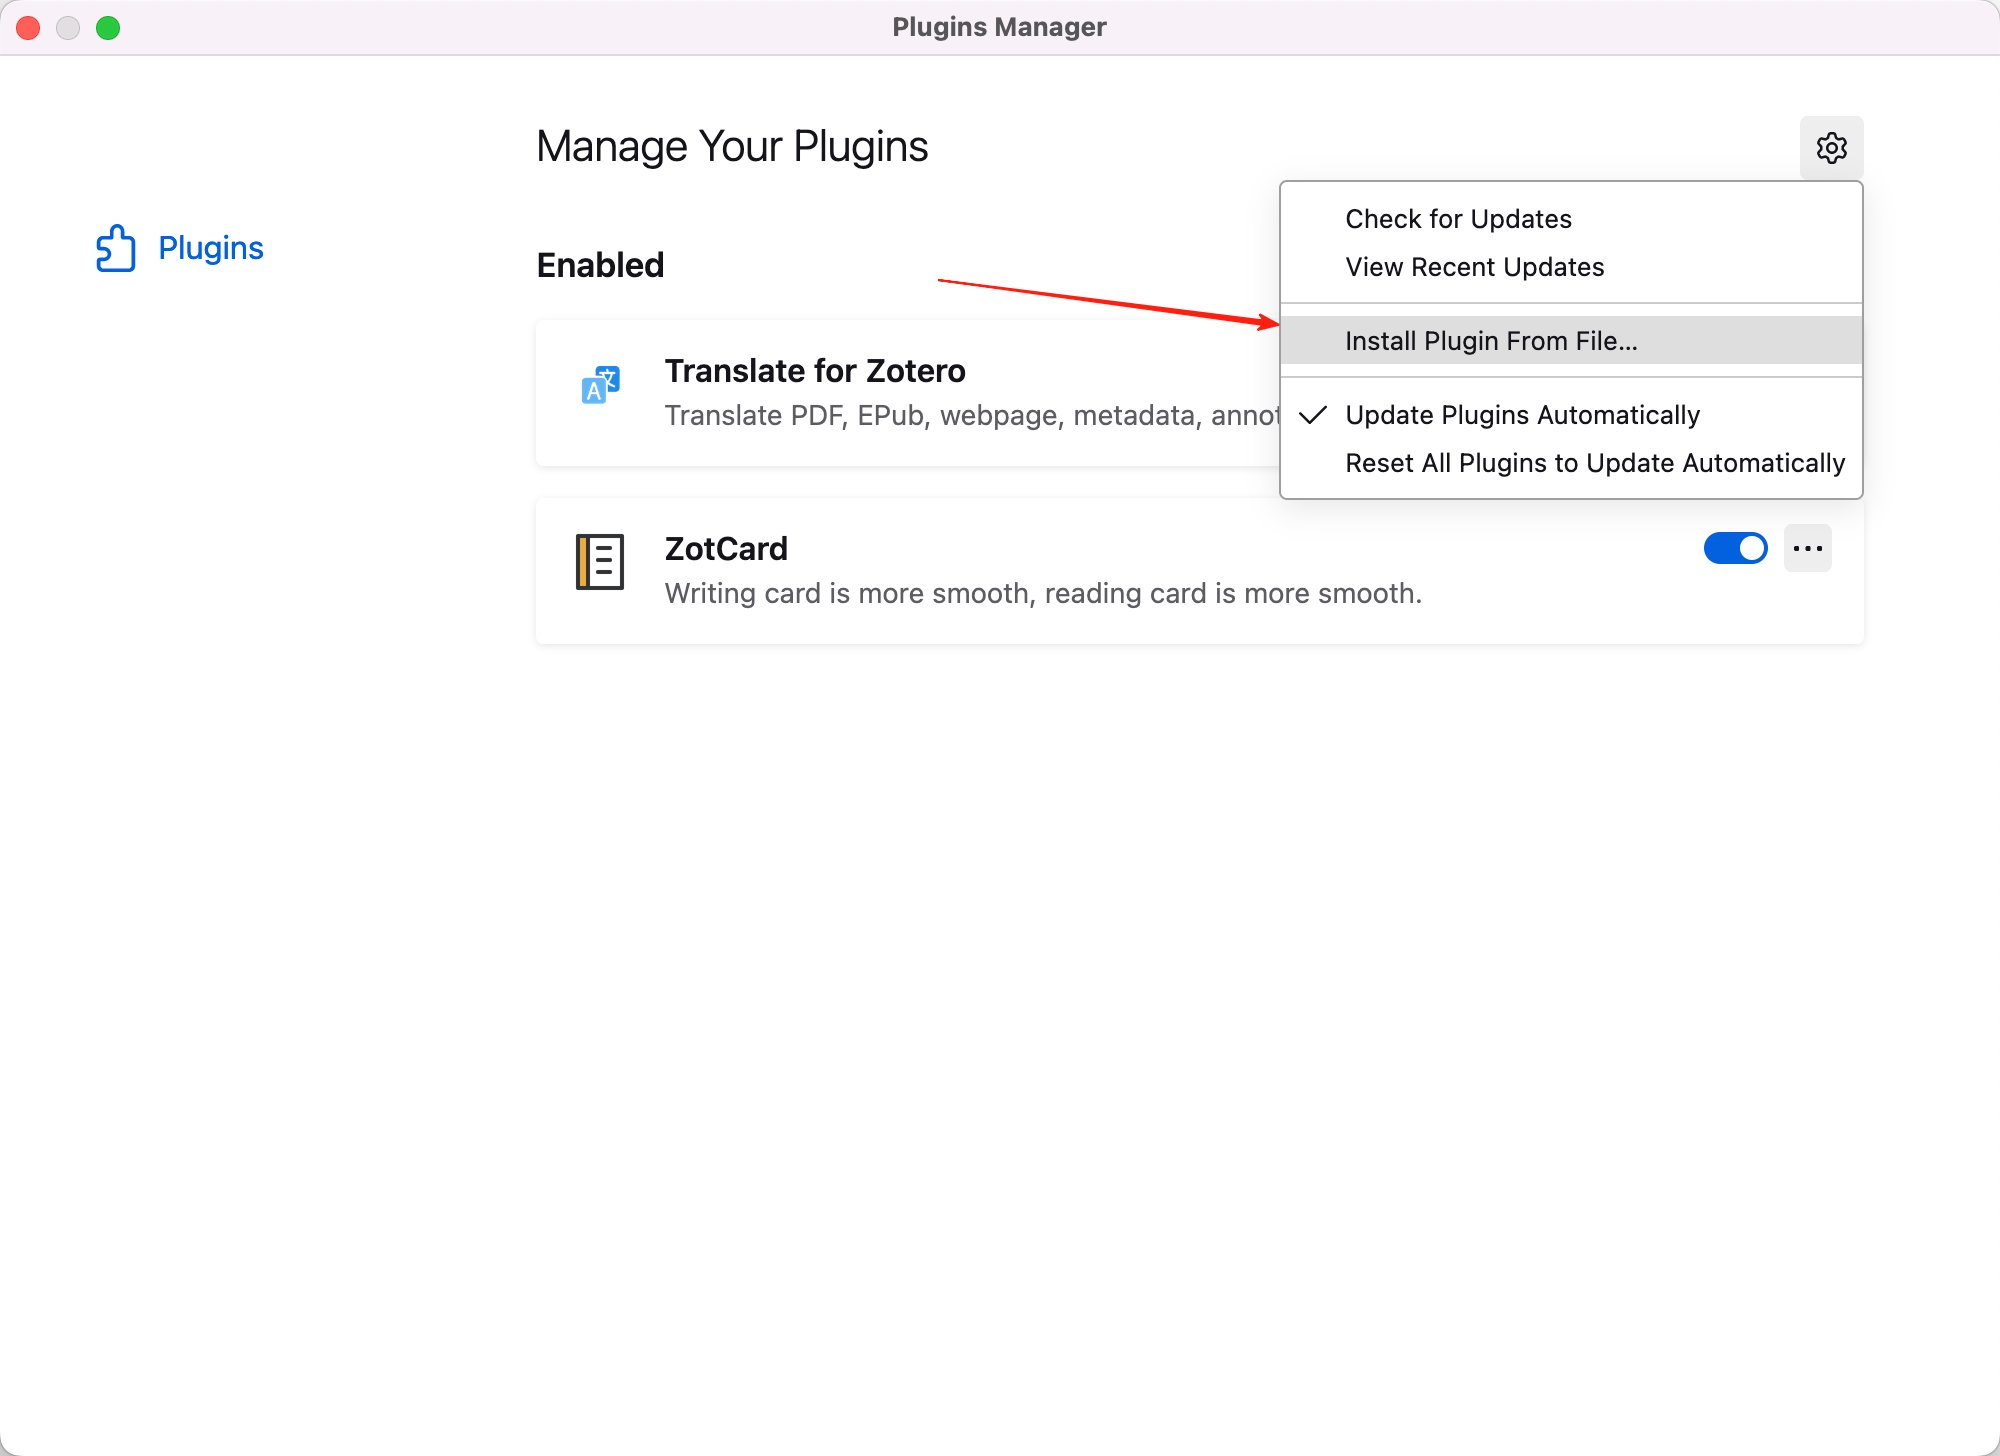 Plugins Manager
Manage Your Plugins
Plugins
Enabled
Check for Updates
View Recent Updates
Install Plugin From File...
Update Plugins Automatically
Reset All Plugins to Update Automatically
A 文
Translate for Zotero
Translate PDF, EPub, webpage, metadata,
ZotCard
Writing card is more smooth, reading card is more smooth.